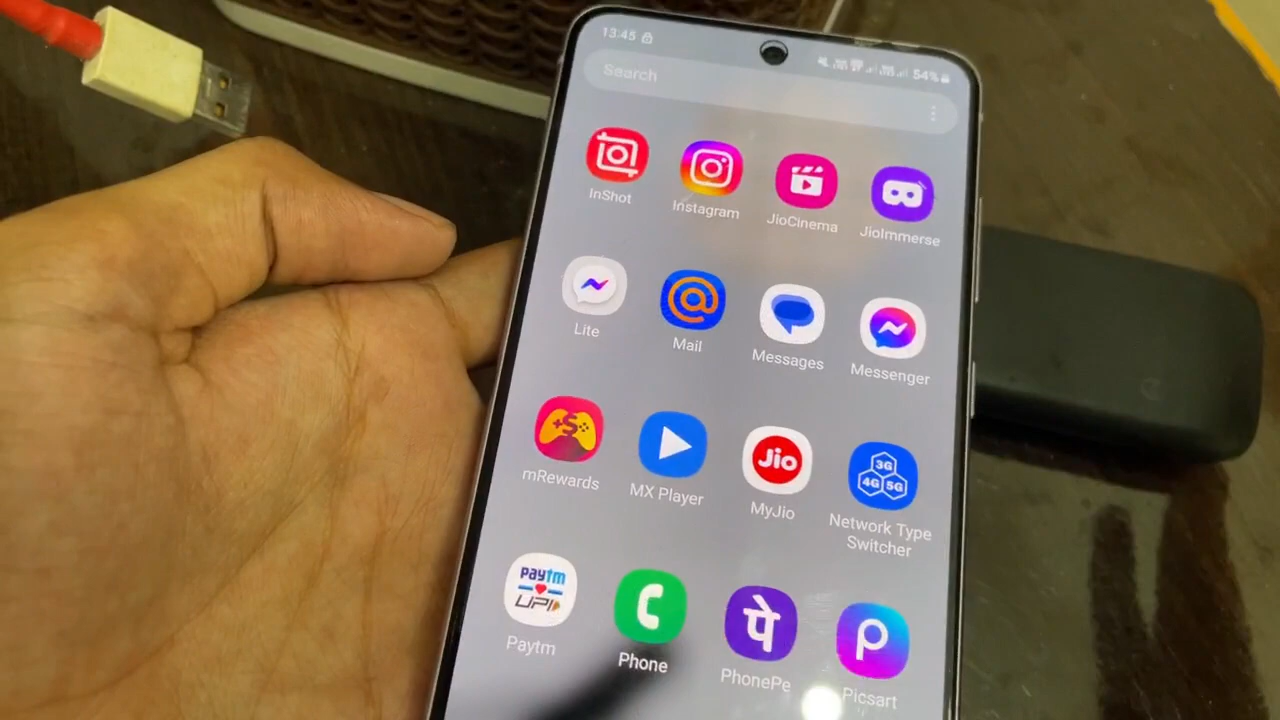 13:45
54%
Search
InShot
Instagram
JioCinema
JioImmerse
Lite
@
Mail
Messages
Messenger
S
mRewards
MX Player
Jio
MyJio
3G
4G 5G
Network Type
Switcher
Paytm
UPI
Paytm
Phone
पे
PhonePe
P
Picsart